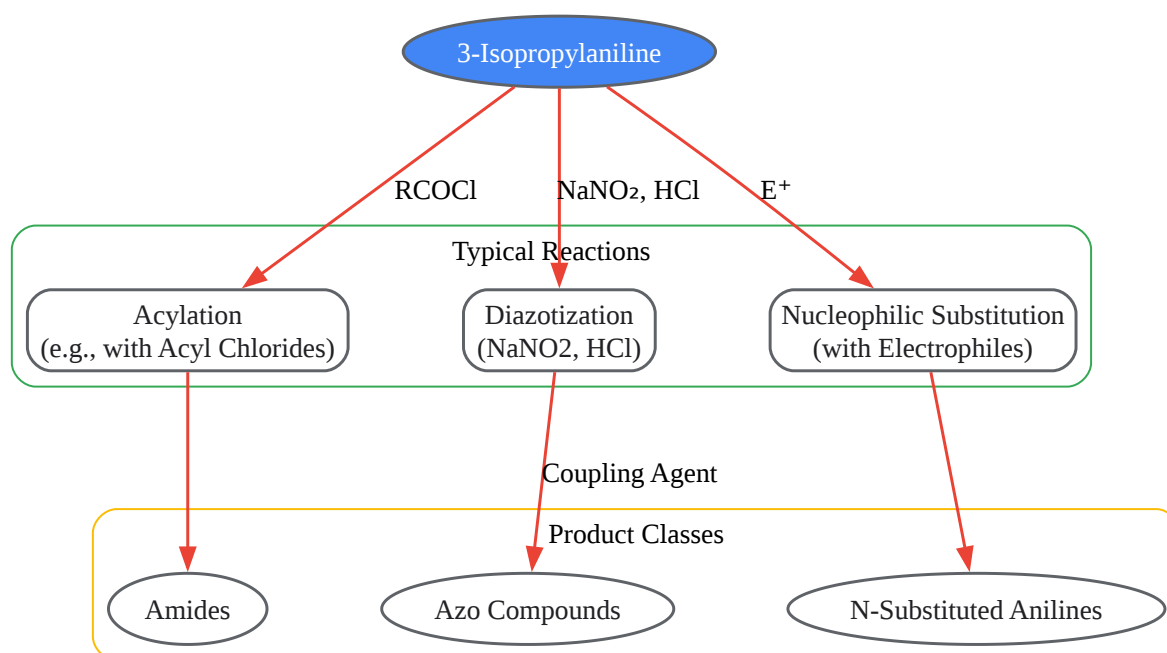 3-Isopropylaniline
RCOCl
NaNO₂, HCl
E⁺
Typical Reactions
Acylation
(e.g., with Acyl Chlorides)
Diazotization
(NaNO2, HCl)
Nucleophilic Substitution
(with Electrophiles)
Coupling Agent
Product Classes
Amides
Azo Compounds
N-Substituted Anilines